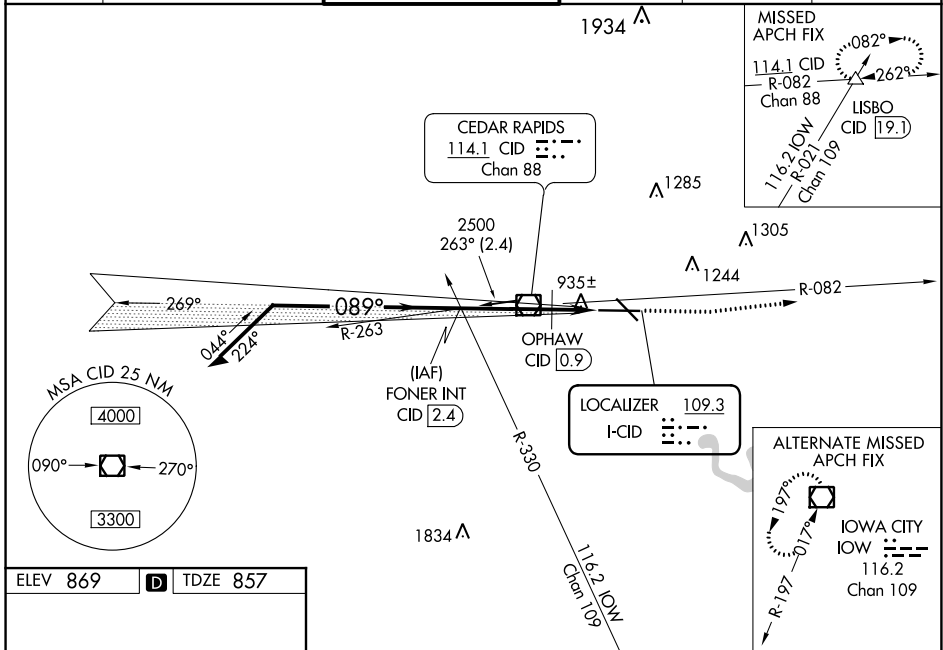 1934
MISSED
APCH FIX
082°
114.1 CID
R-082
Chan 88
262°
LISBO
CID 19.1
116.2 IOW
R-021
Chan 109
CEDAR RAPIDS
114.1 CID
Chan 88
1285
2500
263° (2.4)
1305
1244
935±
R-082
269°
089°
R-263
044°
224°
OPHAW
CID 0.9
(IAF)
FONER INT
CID 2.4
MSA CID 25 NM
4000
090°
270°
3300
LOCALIZER 109.3
I-CID
R-330
ALTERNATE MISSED
APCH FIX
197°
017°
R-197
IOWA CITY
IOW
116.2
Chan 109
1834
116.2 IOW
Chan 109
ELEV 869 D TDZE 857